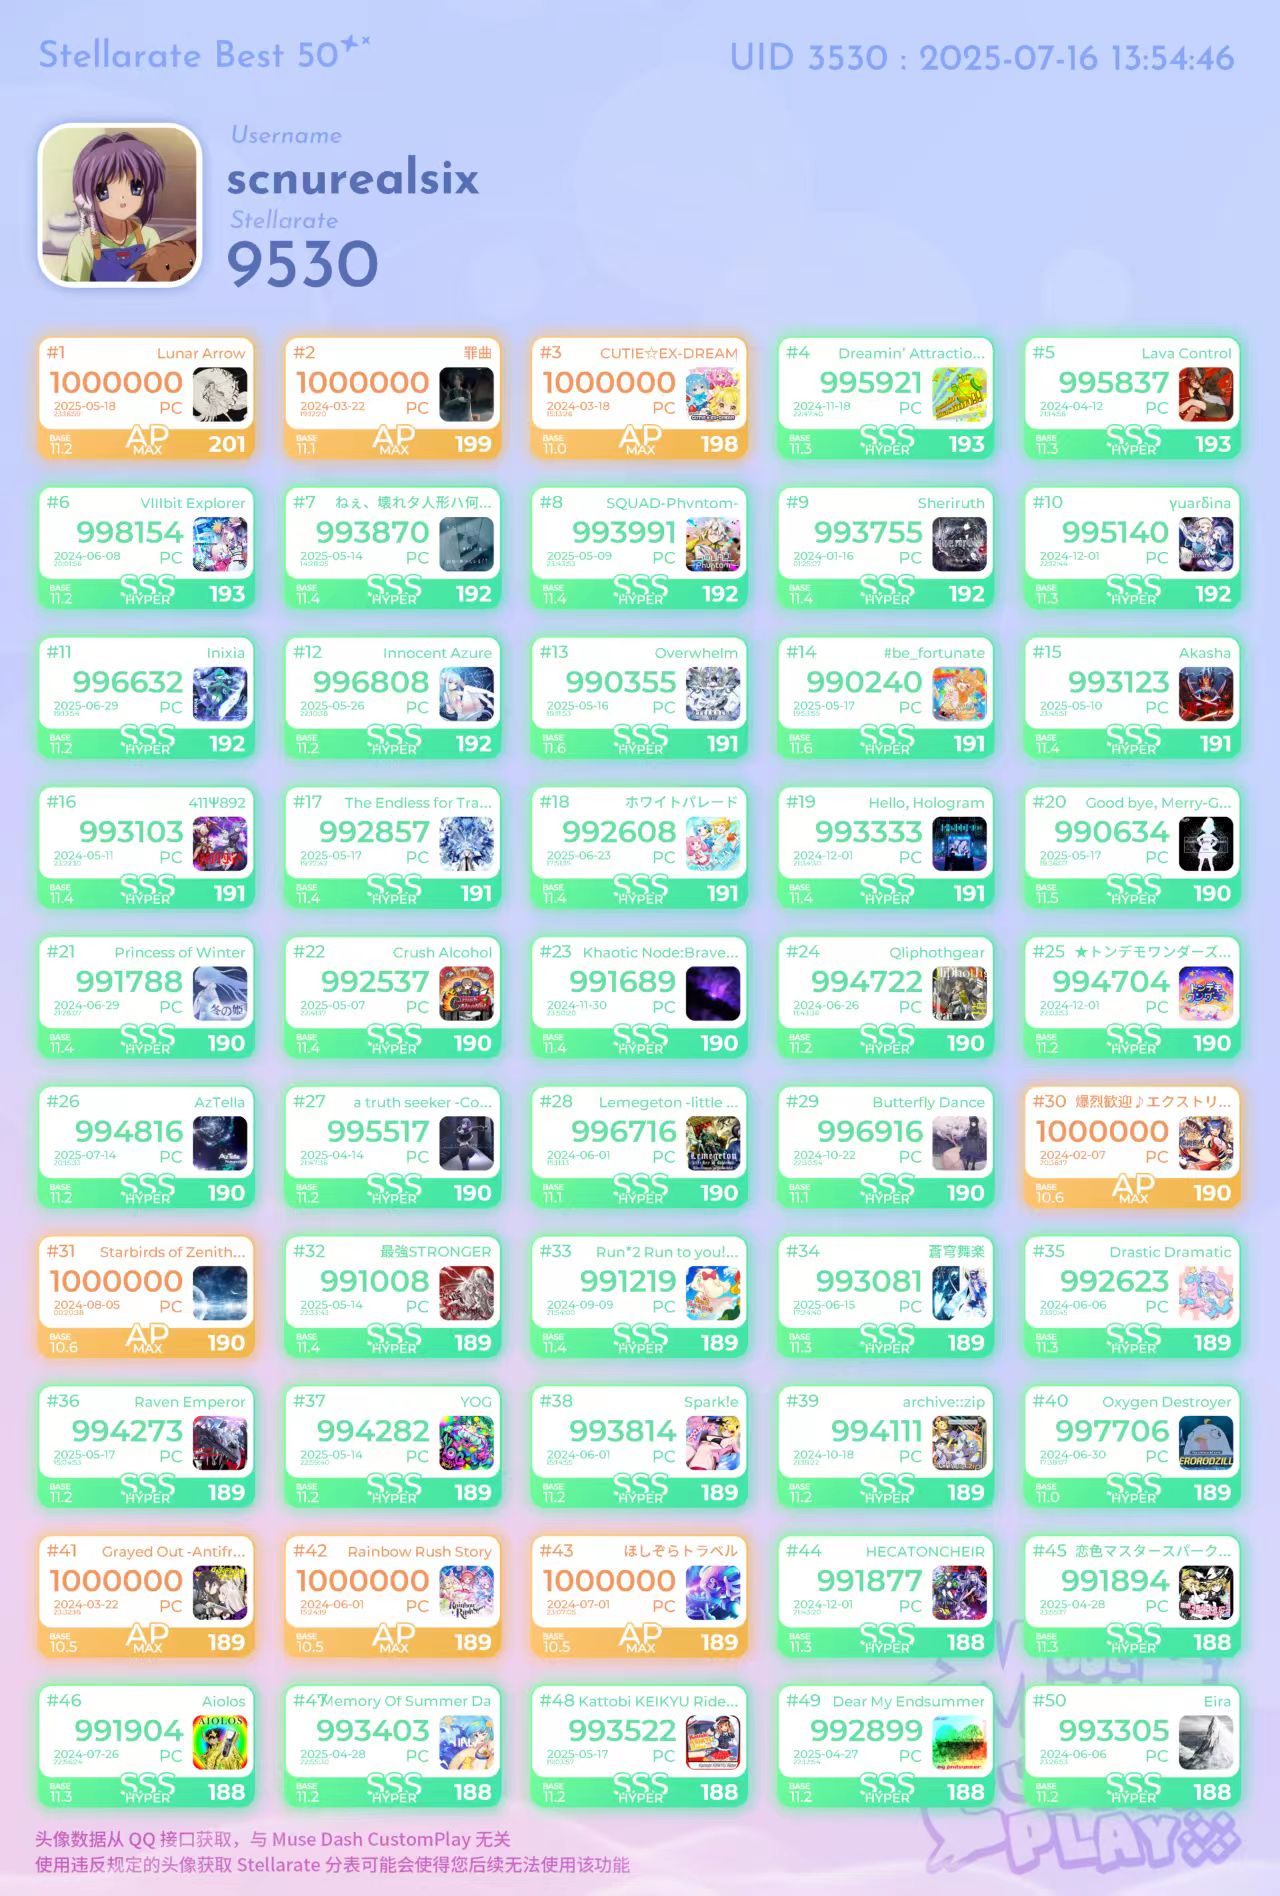 Stellarate Best 50
UID 3530 : 2025-07-16 13:54:46
Username
scnurealsix
Stellarate
9530
#1 Lunar Arrow
1000000
2025-05-18 PC
BASE 11.2 AP MAX 201
#2 罪曲
1000000
2024-03-22 PC
BASE 11.1 AP MAX 199
#3 CUTIE☆EX-DREAM
1000000
2024-03-18 PC
BASE 11.0 AP MAX 198
#4 Dreamin' Attractio...
995921
2024-11-18 PC
BASE 11.3 SSS HYPER 193
#5 Lava Control
995837
2024-04-12 PC
BASE 11.3 SSS HYPER 193
#6 VIIIbit Explorer
998154
2024-06-08 PC
BASE 11.2 SSS HYPER 193
#7 ねぇ、壊れタ人形ハ何...
993870
2025-05-14 PC
BASE 11.4 SSS HYPER 192
#8 SQUAD-Phvntom-
993991
2025-05-09 PC
BASE 11.4 SSS HYPER 192
#9 Sheriruth
993755
2024-01-16 PC
BASE 11.4 SSS HYPER 192
#10 γuarδina
995140
2024-12-01 PC
BASE 11.3 SSS HYPER 192
#11 Inixia
996632
2025-06-29 PC
BASE 11.2 SSS HYPER 192
#12 Innocent Azure
996808
2025-05-26 PC
BASE 11.2 SSS HYPER 192
#13 Overwhelm
990355
2025-05-16 PC
BASE 11.6 SSS HYPER 191
#14 #be_fortunate
990240
2025-05-17 PC
BASE 11.6 SSS HYPER 191
#15 Akasha
993123
2025-05-10 PC
BASE 11.4 SSS HYPER 191
#16 411Ψ892
993103
2024-05-11 PC
BASE 11.4 SSS HYPER 191
#17 The Endless for Tra...
992857
2025-05-17 PC
BASE 11.4 SSS HYPER 191
#18 ホワイトパレード
992608
2025-06-23 PC
BASE 11.4 SSS HYPER 191
#19 Hello, Hologram
993333
2024-12-01 PC
BASE 11.4 SSS HYPER 191
#20 Good bye, Merry-G...
990634
2025-05-17 PC
BASE 11.5 SSS HYPER 190
#21 Princess of Winter
991788
2024-06-29 PC
BASE 11.4 SSS HYPER 190
#22 Crush Alcohol
992537
2025-05-07 PC
BASE 11.4 SSS HYPER 190
#23 Khaotic Node:Brave...
991689
2024-11-30 PC
BASE 11.4 SSS HYPER 190
#24 Qliphothgear
994722
2024-06-26 PC
BASE 11.2 SSS HYPER 190
#25 ★トンデモワンダーズ...
994704
2024-12-01 PC
BASE 11.2 SSS HYPER 190
#26 AzTella
994816
2025-07-14 PC
BASE 11.2 SSS HYPER 190
#27 a truth seeker -Co...
995517
2025-04-14 PC
BASE 11.2 SSS HYPER 190
#28 Lemegeton -little ...
996716
2024-06-01 PC
BASE 11.1 SSS HYPER 190
#29 Butterfly Dance
996916
2024-10-22 PC
BASE 11.1 SSS HYPER 190
#30 爆烈歓迎♪エクストリ...
1000000
2024-02-07 PC
BASE 10.6 AP MAX 190
#31 Starbirds of Zenith...
1000000
2024-08-05 PC
BASE 10.6 AP MAX 190
#32 最強STRONGER
991008
2025-05-14 PC
BASE 11.4 SSS HYPER 189
#33 Run*2 Run to you!...
991219
2024-09-09 PC
BASE 11.4 SSS HYPER 189
#34 蒼穹舞楽
993081
2025-06-15 PC
BASE 11.3 SSS HYPER 189
#35 Drastic Dramatic
992623
2024-06-06 PC
BASE 11.3 SSS HYPER 189
#36 Raven Emperor
994273
2025-05-17 PC
BASE 11.2 SSS HYPER 189
#37 YOG
994282
2025-05-14 PC
BASE 11.2 SSS HYPER 189
#38 Spark!e
993814
2024-06-01 PC
BASE 11.2 SSS HYPER 189
#39 archive::zip
994111
2024-10-18 PC
BASE 11.2 SSS HYPER 189
#40 Oxygen Destroyer
997706
2024-06-30 PC
BASE 11.0 SSS HYPER 189
#41 Grayed Out -Antifr...
1000000
2024-03-22 PC
BASE 10.5 AP MAX 189
#42 Rainbow Rush Story
1000000
2024-06-01 PC
BASE 10.5 AP MAX 189
#43 ほしぞらトラベル
1000000
2024-07-01 PC
BASE 10.5 AP MAX 189
#44 HECATONCHEIR
991877
2024-12-01 PC
BASE 11.3 SSS HYPER 188
#45 恋色マスタースパーク...
991894
2025-04-28 PC
BASE 11.3 SSS HYPER 188
#46 Aiolos
991904
2024-07-26 PC
BASE 11.3 SSS HYPER 188
#47 Memory Of Summer Da
993403
2025-04-28 PC
BASE 11.2 SSS HYPER 188
#48 Kattobi KEIKYU Ride...
993522
2025-05-17 PC
BASE 11.2 SSS HYPER 188
#49 Dear My Endsummer
992899
2025-04-27 PC
BASE 11.2 SSS HYPER 188
#50 Eira
993305
2024-06-06 PC
BASE 11.2 SSS HYPER 188
头像数据从 QQ 接口获取，与 Muse Dash CustomPlay 无关
使用违反规定的头像获取 Stellarate 分表可能会使得您后续无法使用该功能
PLAY